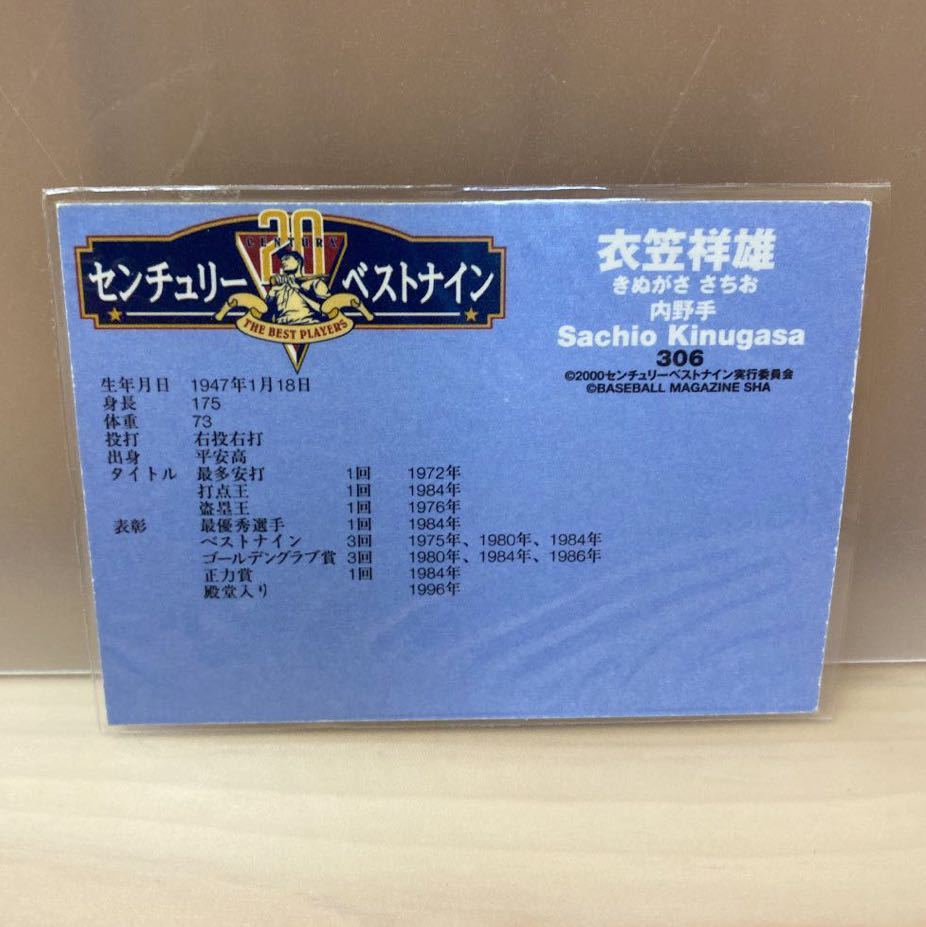 20
CENTURY
センチュリー ベストナイン
THE BEST PLAYERS
衣笠祥雄
きぬがさ さちお
内野手
Sachio Kinugasa
306
©2000センチュリーベストナイン実行委員会
©BASEBALL MAGAZINE SHA
生年月日 1947年1月18日
身長 175
体重 73
投打 右投右打
出身 平安高
タイトル 最多安打 1回 1972年
打点王 1回 1984年
盗塁王 1回 1976年
表彰 最優秀選手 1回 1984年
ベストナイン 3回 1975年、1980年、1984年
ゴールデングラブ賞 3回 1980年、1984年、1986年
正力賞 1回 1984年
殿堂入り 1996年